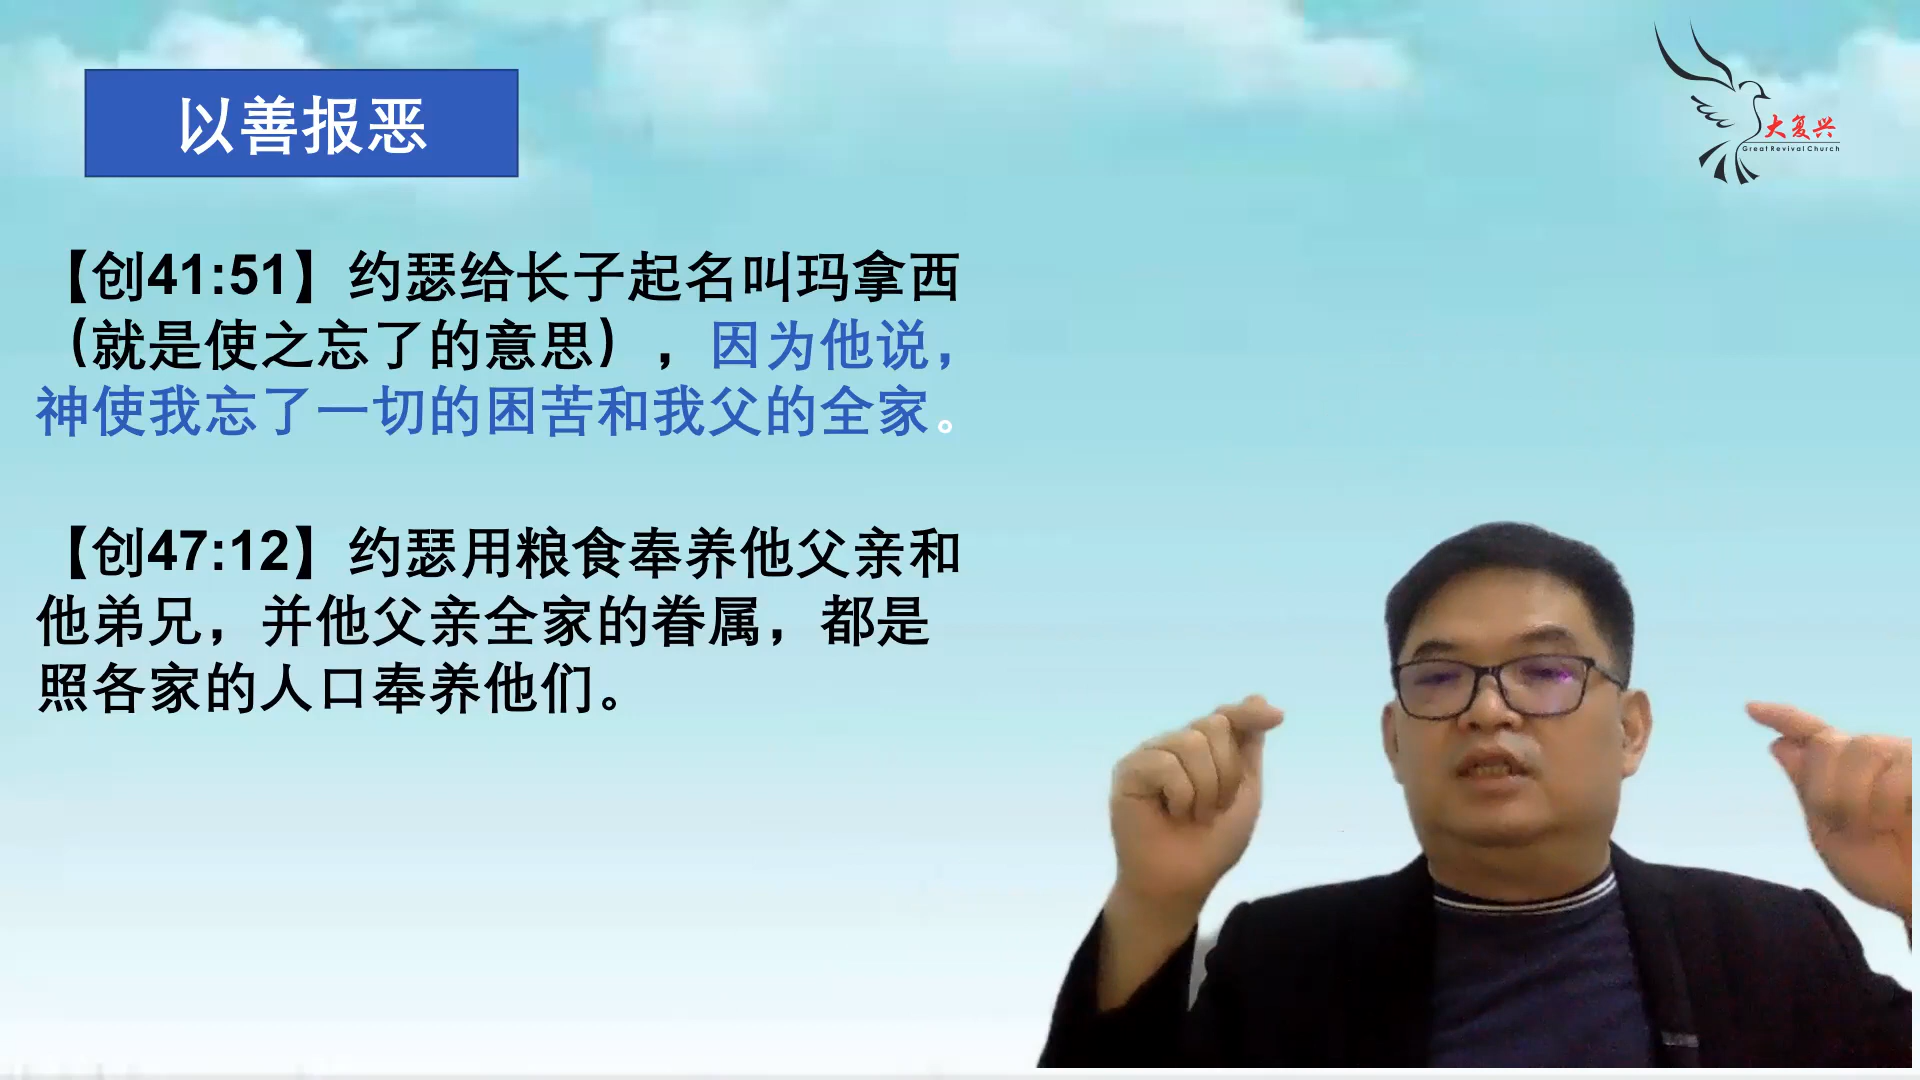 以善报恶
大复兴
Great Revival Church
【创41:51】约瑟给长子起名叫玛拿西
（就是使之忘了的意思），因为他说，
神使我忘了一切的困苦和我父的全家。
【创47:12】约瑟用粮食奉养他父亲和
他弟兄，并他父亲全家的眷属，都是
照各家的人口奉养他们。